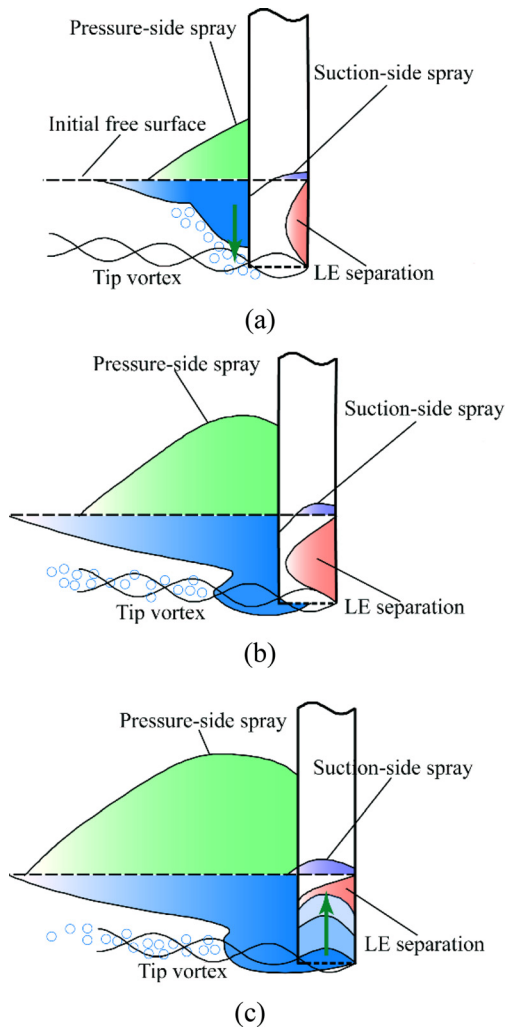 Pressure-side spray
Suction-side spray
Initial free surface
Tip vortex
LE separation
(a)
Pressure-side spray
Suction-side spray
Tip vortex
LE separation
(b)
Pressure-side spray
Suction-side spray
LE separation
Tip vortex
(c)